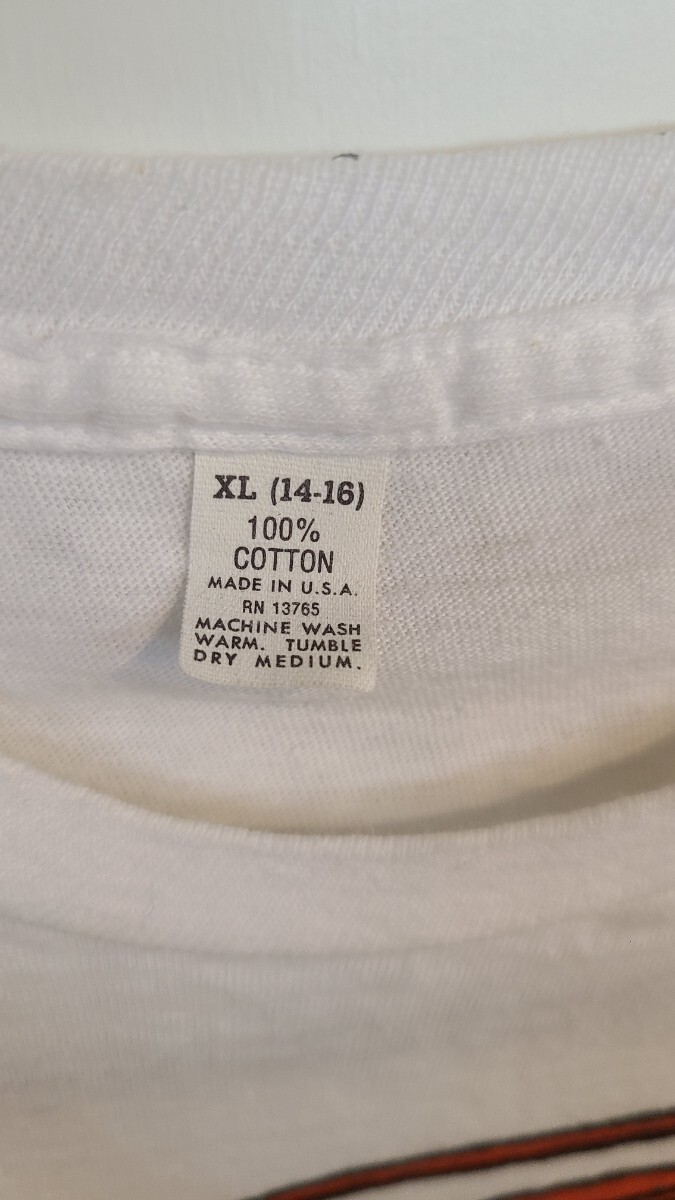 XL (14-16)
100%
COTTON
MADE IN U.S.A.
RN 13765
MACHINE WASH
WARM. TUMBLE
DRY MEDIUM.